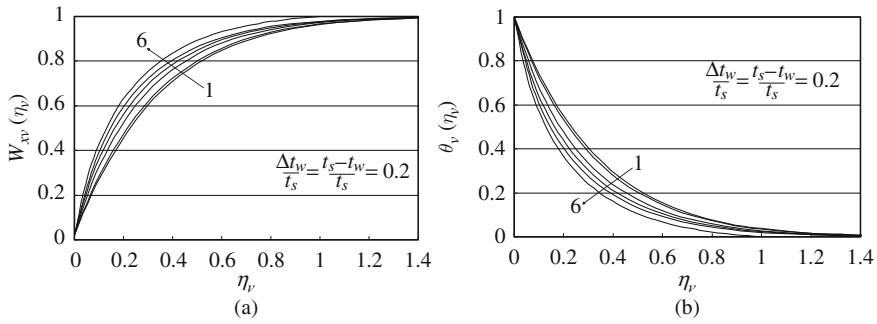 1
0.8
0.6
0.4
0.2
0
W_{xv} (η_v)
6
1
Δt_w/t_s = t_s−t_w/t_s = 0.2
0 0.2 0.4 0.6 0.8 1 1.2 1.4
η_v
(a)
1
0.8
0.6
0.4
0.2
0
θ_v (η_v)
Δt_w/t_s = t_s−t_w/t_s = 0.2
1
6
0 0.2 0.4 0.6 0.8 1 1.2 1.4
η_v
(b)